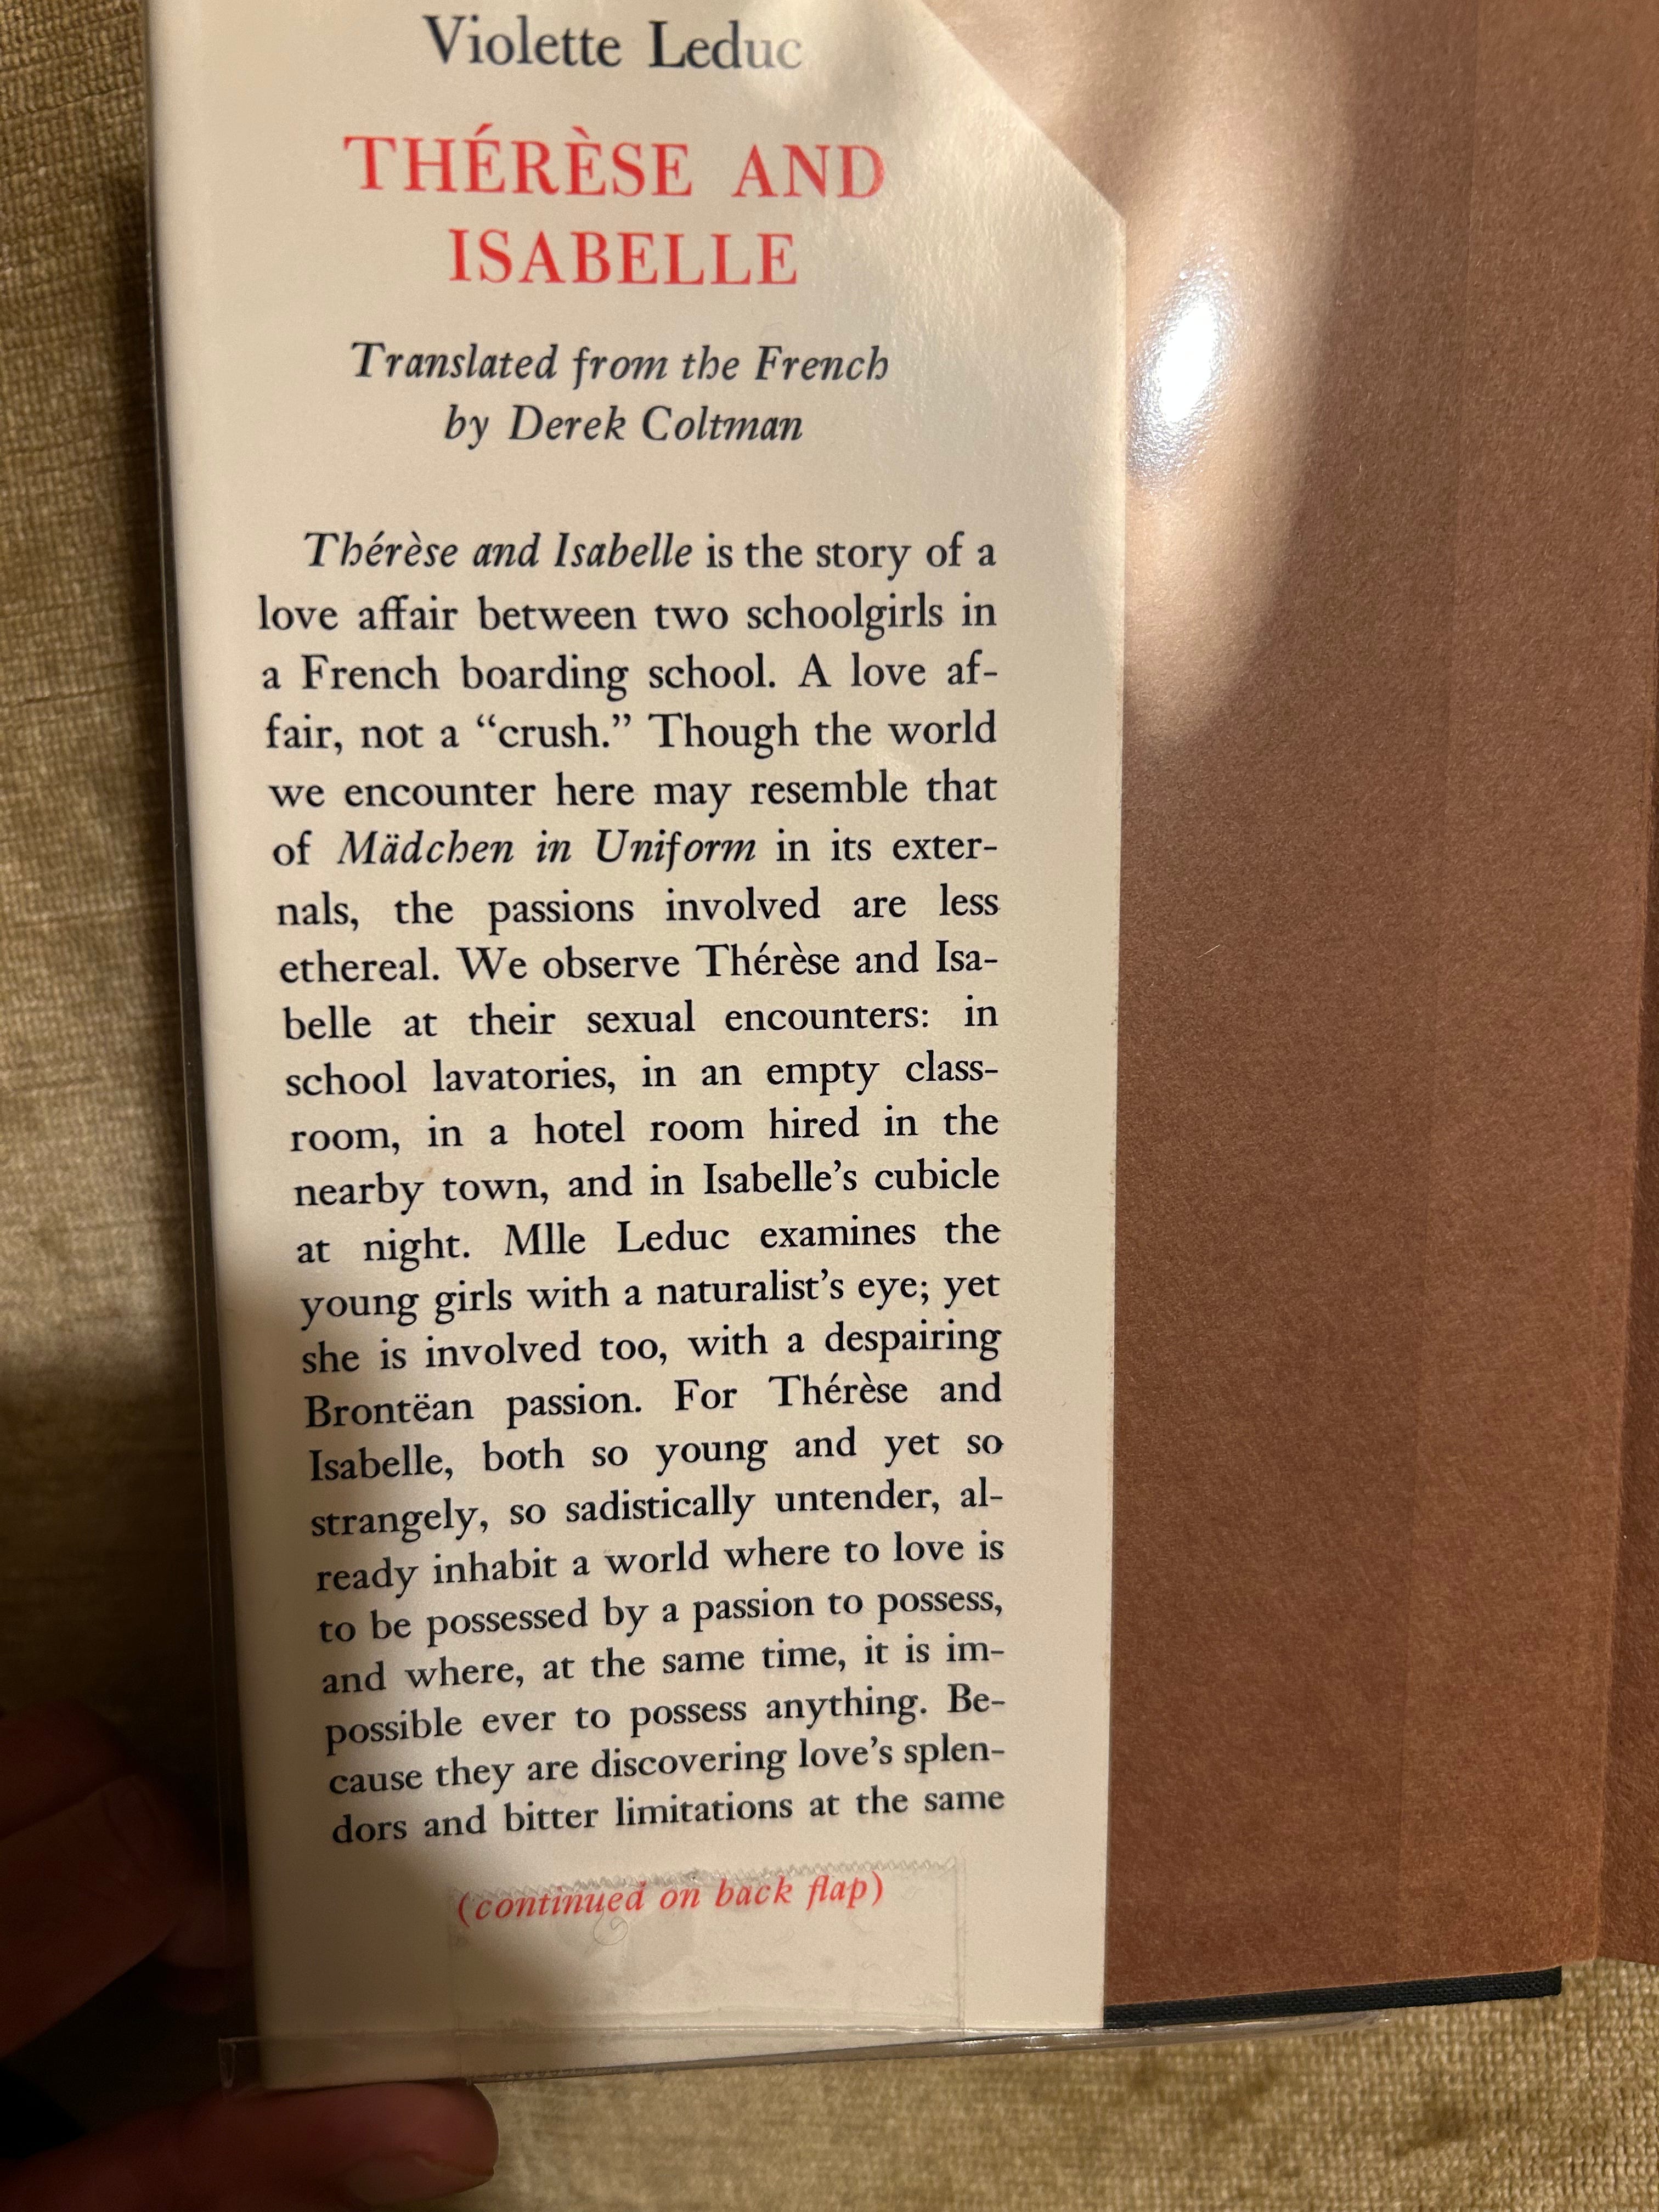 Violette Leduc
THÉRÈSE AND
ISABELLE
Translated from the French
by Derek Coltman
Thérèse and Isabelle is the story of a
love affair between two schoolgirls in
a French boarding school. A love af-
fair, not a “crush.” Though the world
we encounter here may resemble that
of Mädchen in Uniform in its exter-
nals, the passions involved are less
ethereal. We observe Thérèse and Isa-
belle at their sexual encounters: in
school lavatories, in an empty class-
room, in a hotel room hired in the
nearby town, and in Isabelle’s cubicle
at night. Mlle Leduc examines the
young girls with a naturalist’s eye; yet
she is involved too, with a despairing
Brontëan passion. For Thérèse and
Isabelle, both so young and yet so
strangely, so sadistically untender, al-
ready inhabit a world where to love is
to be possessed by a passion to possess,
and where, at the same time, it is im-
possible ever to possess anything. Be-
cause they are discovering love’s splen-
dors and bitter limitations at the same
(continued on back flap)